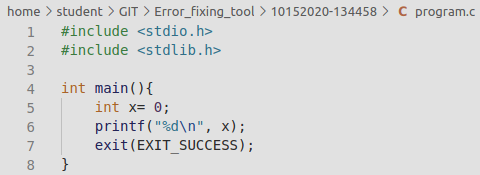 home > student > GIT > Error_fixing_tool > 10152020-134458 > C program.c
1 #include <stdio.h>
2 #include <stdlib.h>
3
4 int main(){
5     int x= 0;
6     printf("%d\n", x);
7     exit(EXIT_SUCCESS);
8 }